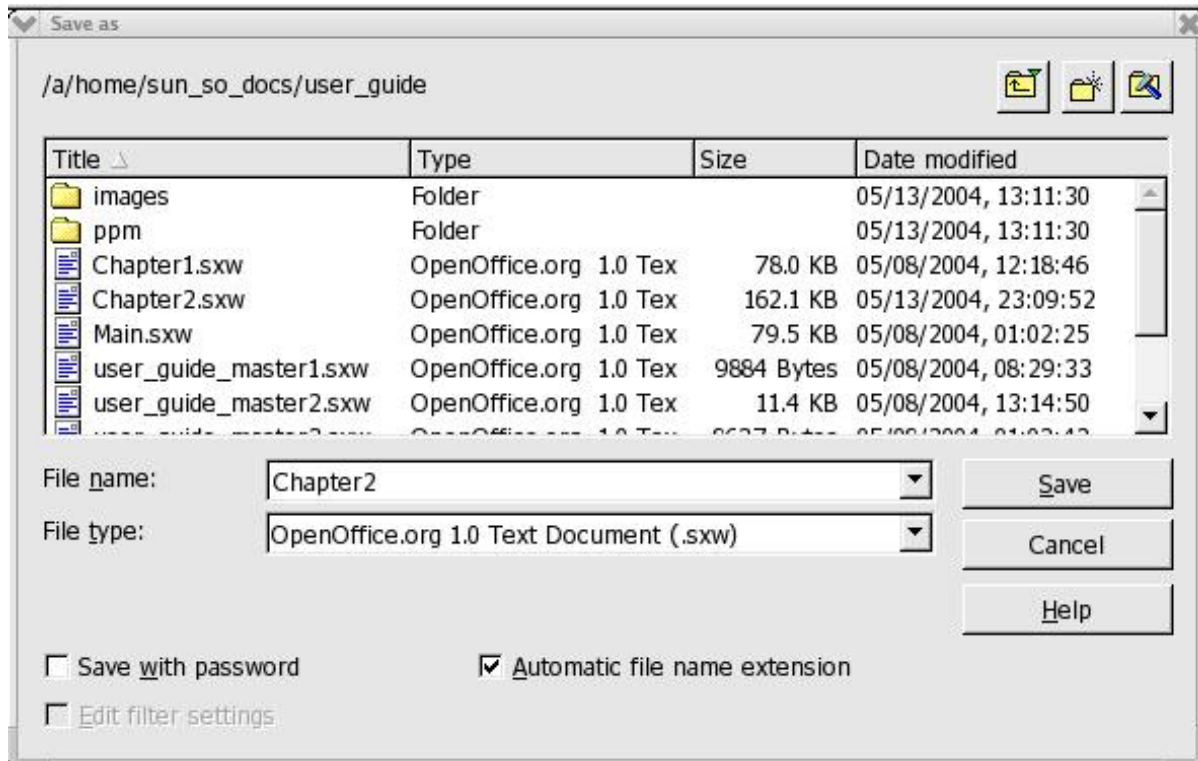 Save as
/a/home/sun_so_docs/user_guide
Title Type Size Date modified
images Folder 05/13/2004, 13:11:30
ppm Folder 05/13/2004, 13:11:30
Chapter1.sxw OpenOffice.org 1.0 Tex 78.0 KB 05/08/2004, 12:18:46
Chapter2.sxw OpenOffice.org 1.0 Tex 162.1 KB 05/13/2004, 23:09:52
Main.sxw OpenOffice.org 1.0 Tex 79.5 KB 05/08/2004, 01:02:25
user_guide_master1.sxw OpenOffice.org 1.0 Tex 9884 Bytes 05/08/2004, 08:29:33
user_guide_master2.sxw OpenOffice.org 1.0 Tex 11.4 KB 05/08/2004, 13:14:50
File name: Chapter2 Save
File type: OpenOffice.org 1.0 Text Document (.sxw) Cancel
Help
Save with password Automatic file name extension
Edit filter settings